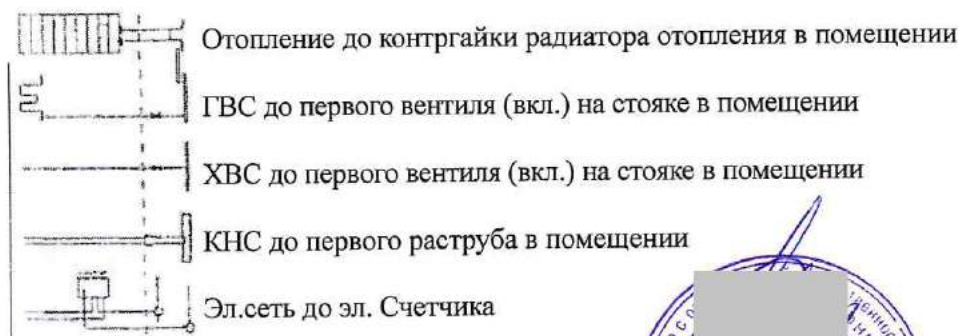 Отопление до контргайки радиатора отопления в помещении
ГВС до первого вентиля (вкл.) на стояке в помещении
ХВС до первого вентиля (вкл.) на стояке в помещении
КНС до первого раструба в помещении
Эл.сеть до эл. Счетчика